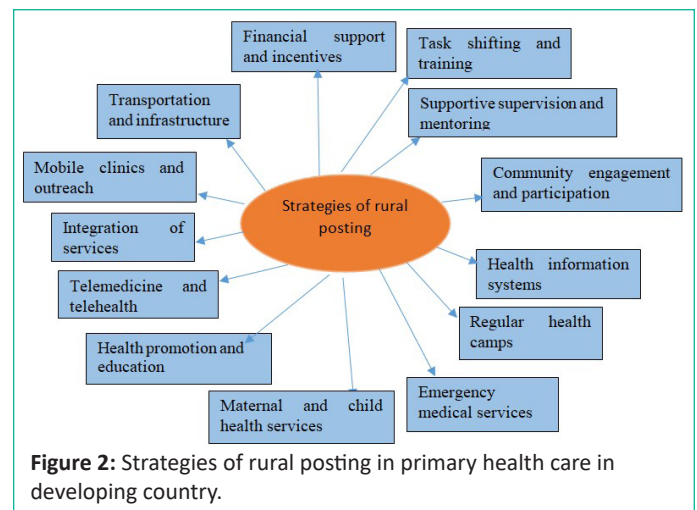 Financial support
and incentives
Task shifting and
training
Transportation
and infrastructure
Supportive supervision and
mentoring
Mobile clinics and
outreach
Community engagement
and participation
Strategies of rural
posting
Integration of
services
Health information
systems
Telemedicine and
telehealth
Regular health
camps
Health promotion and
education
Emergency
medical services
Maternal and child
health services
Figure 2: Strategies of rural posting in primary health care in
developing country.